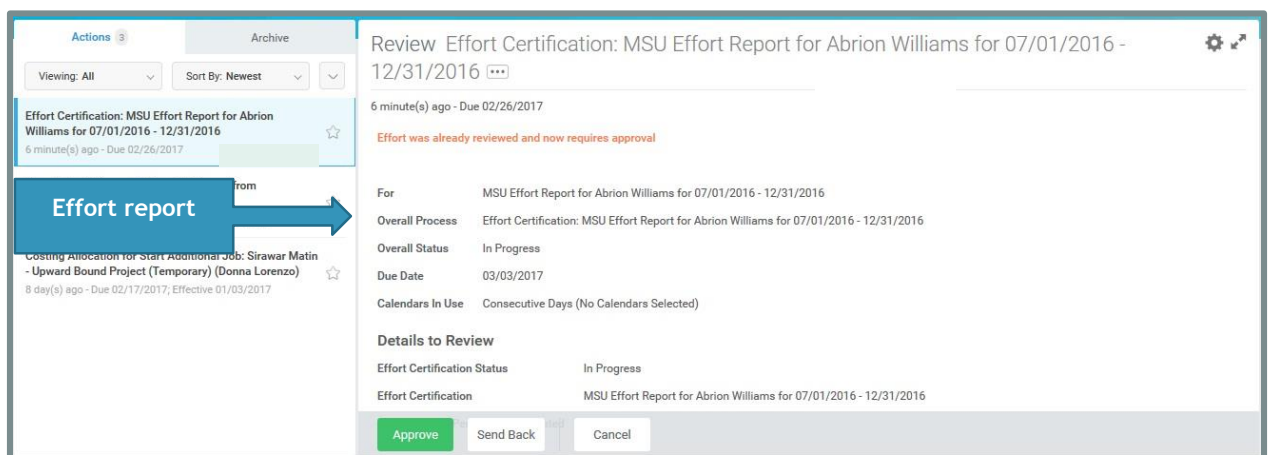 Actions 3
Archive
Viewing: All
Sort By: Newest
Effort Certification: MSU Effort Report for Abrion
Williams for 07/01/2016 - 12/31/2016
6 minute(s) ago - Due 02/26/2017
from
Effort report
Costing Allocation for Start Additional Job: Sirawar Matin
- Upward Bound Project (Temporary) (Donna Lorenzo)
8 day(s) ago - Due 02/17/2017; Effective 01/03/2017
Review Effort Certification: MSU Effort Report for Abrion Williams for 07/01/2016 -
12/31/2016
6 minute(s) ago - Due 02/26/2017
Effort was already reviewed and now requires approval
For MSU Effort Report for Abrion Williams for 07/01/2016 - 12/31/2016
Overall Process Effort Certification: MSU Effort Report for Abrion Williams for 07/01/2016 - 12/31/2016
Overall Status In Progress
Due Date 03/03/2017
Calendars In Use Consecutive Days (No Calendars Selected)
Details to Review
Effort Certification Status In Progress
Effort Certification MSU Effort Report for Abrion Williams for 07/01/2016 - 12/31/2016
Approve Send Back Cancel